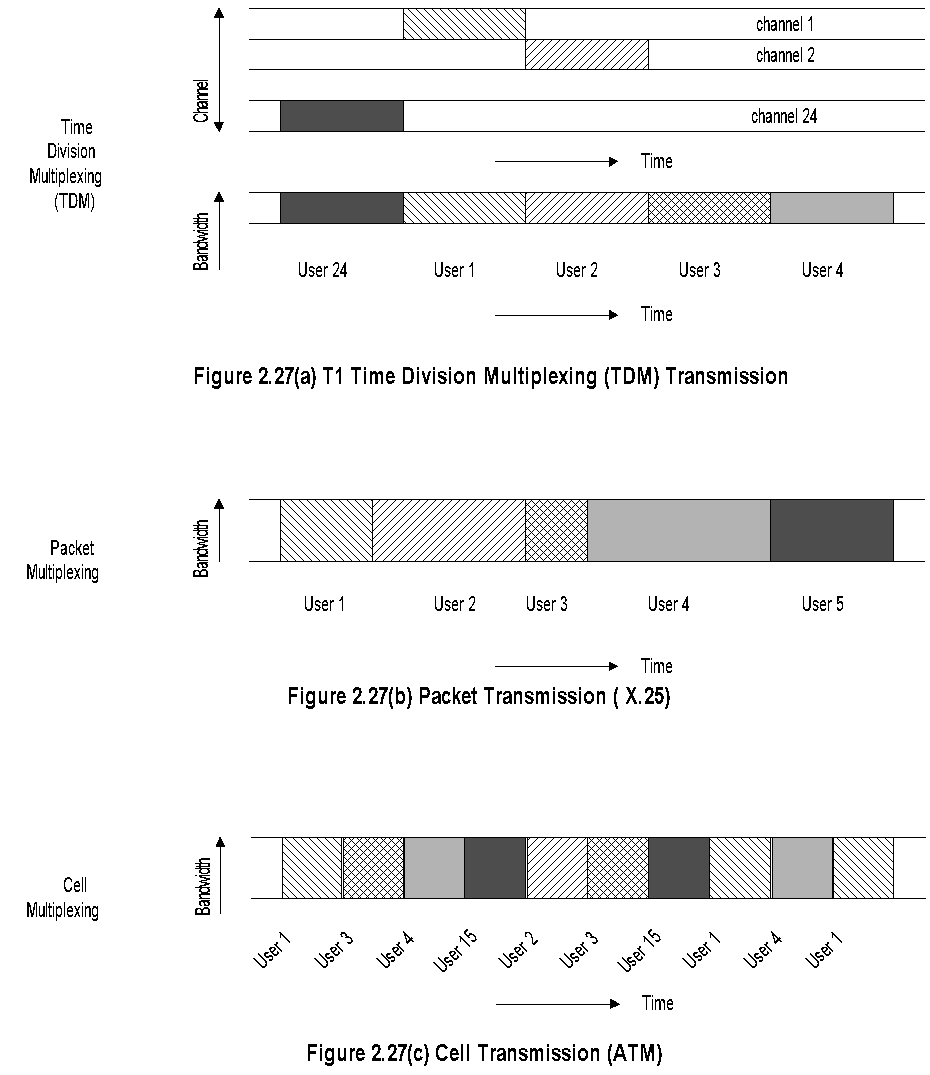 channel 1
channel 2
Channel
channel 24
Time
Division
Multiplexing
(TDM)
Time
Bandwidth
User 24 User 1 User 2 User 3 User 4
Time
Figure 2.27(a) T1 Time Division Multiplexing (TDM) Transmission
Packet
Multiplexing
Bandwidth
User 1 User 2 User 3 User 4 User 5
Time
Figure 2.27(b) Packet Transmission ( X.25)
Cell
Multiplexing
Bandwidth
User 1 User 3 User 4 User 15 User 2 User 3 User 15 User 1 User 4 User 1
Time
Figure 2.27(c) Cell Transmission (ATM)